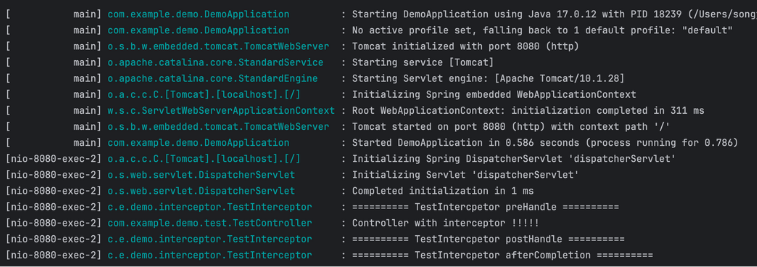 [           main] com.example.demo.DemoApplication         : Starting DemoApplication using Java 17.0.12 with PID 18239 (/Users/song
[           main] com.example.demo.DemoApplication         : No active profile set, falling back to 1 default profile: "default"
[           main] o.s.b.w.embedded.tomcat.TomcatWebServer  : Tomcat initialized with port 8080 (http)
[           main] o.apache.catalina.core.StandardService   : Starting service [Tomcat]
[           main] o.apache.catalina.core.StandardEngine    : Starting Servlet engine: [Apache Tomcat/10.1.28]
[           main] o.a.c.c.C.[Tomcat].[localhost].[/]       : Initializing Spring embedded WebApplicationContext
[           main] w.s.c.ServletWebServerApplicationContext : Root WebApplicationContext: initialization completed in 311 ms
[           main] o.s.b.w.embedded.tomcat.TomcatWebServer  : Tomcat started on port 8080 (http) with context path '/'
[           main] com.example.demo.DemoApplication         : Started DemoApplication in 0.586 seconds (process running for 0.786)
[nio-8080-exec-2] o.a.c.c.C.[Tomcat].[localhost].[/]       : Initializing Spring DispatcherServlet 'dispatcherServlet'
[nio-8080-exec-2] o.s.web.servlet.DispatcherServlet        : Initializing Servlet 'dispatcherServlet'
[nio-8080-exec-2] o.s.web.servlet.DispatcherServlet        : Completed initialization in 1 ms
[nio-8080-exec-2] c.e.demo.interceptor.TestInterceptor     : ========== TestIntercpetor preHandle ==========
[nio-8080-exec-2] com.example.demo.test.TestController     : Controller with interceptor !!!!!
[nio-8080-exec-2] c.e.demo.interceptor.TestInterceptor     : ========== TestIntercpetor postHandle ==========
[nio-8080-exec-2] c.e.demo.interceptor.TestInterceptor     : ========== TestIntercpetor afterCompletion ==========